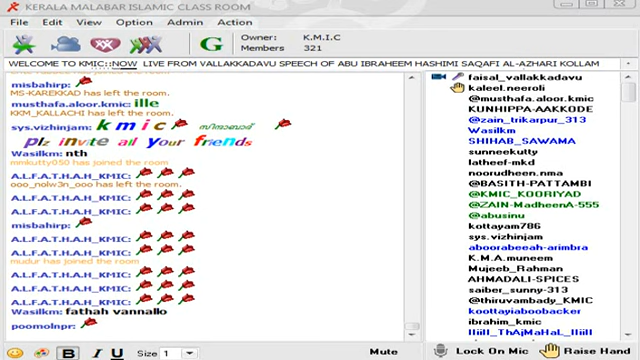 KERALA MALABAR ISLAMIC CLASS ROOM
File Edit View Option Admin Action
G
Owner: K.M.I.C
Members 321
WELCOME TO KMIC::NOW LIVE FROM VALLAKKADAVU SPEECH OF ABU IBRAHEEM HASHIMI SAQAFI AL-AZHARI KOLLAM
misbahirp:
MS-KAREKKAD has left the room.
musthafa.aloor.kmic: ille
KKM_KALLACHI has left the room.
sys.vizhinjam: k m i c
plz invite all your friends
Wasilkm: nth
mmkutty050 has joined the room
A.L.F.A.T.H.A.H_KMIC:
ooo_nolw3n_ooo has left the room.
A.L.F.A.T.H.A.H_KMIC:
A.L.F.A.T.H.A.H_KMIC:
misbahirp:
A.L.F.A.T.H.A.H_KMIC:
A.L.F.A.T.H.A.H_KMIC:
mudur has joined the room
A.L.F.A.T.H.A.H_KMIC:
A.L.F.A.T.H.A.H_KMIC:
A.L.F.A.T.H.A.H_KMIC:
Wasilkm: fathah vannallo
poomolnpr:
faisal_vallakkadavu
kaleel.neeroli
@musthafa.aloor.kmic
KUNHIPPA-AAKKODE
@zain_trikarpur_313
Wasilkm
SHIHAB_SAWAMA
sunneekutty
latheef-mkd
noorudheen.nma
@BASITH-PATTAMBI
@KMIC_KOORIYAD
@ZAIN-MadheenA-555
@abusinu
kottayam786
sys.vizhinjam
aboorabeeah-arimbra
K.M.A.muneem
Mujeeb_Rahman
AHMADALI-SPICES
saiber_sunny-313
@thiruvambady_KMIC
koottayiaboobacker
ibrahim_kmic
B I U Size 1 Mute Lock On Mic Raise Hand